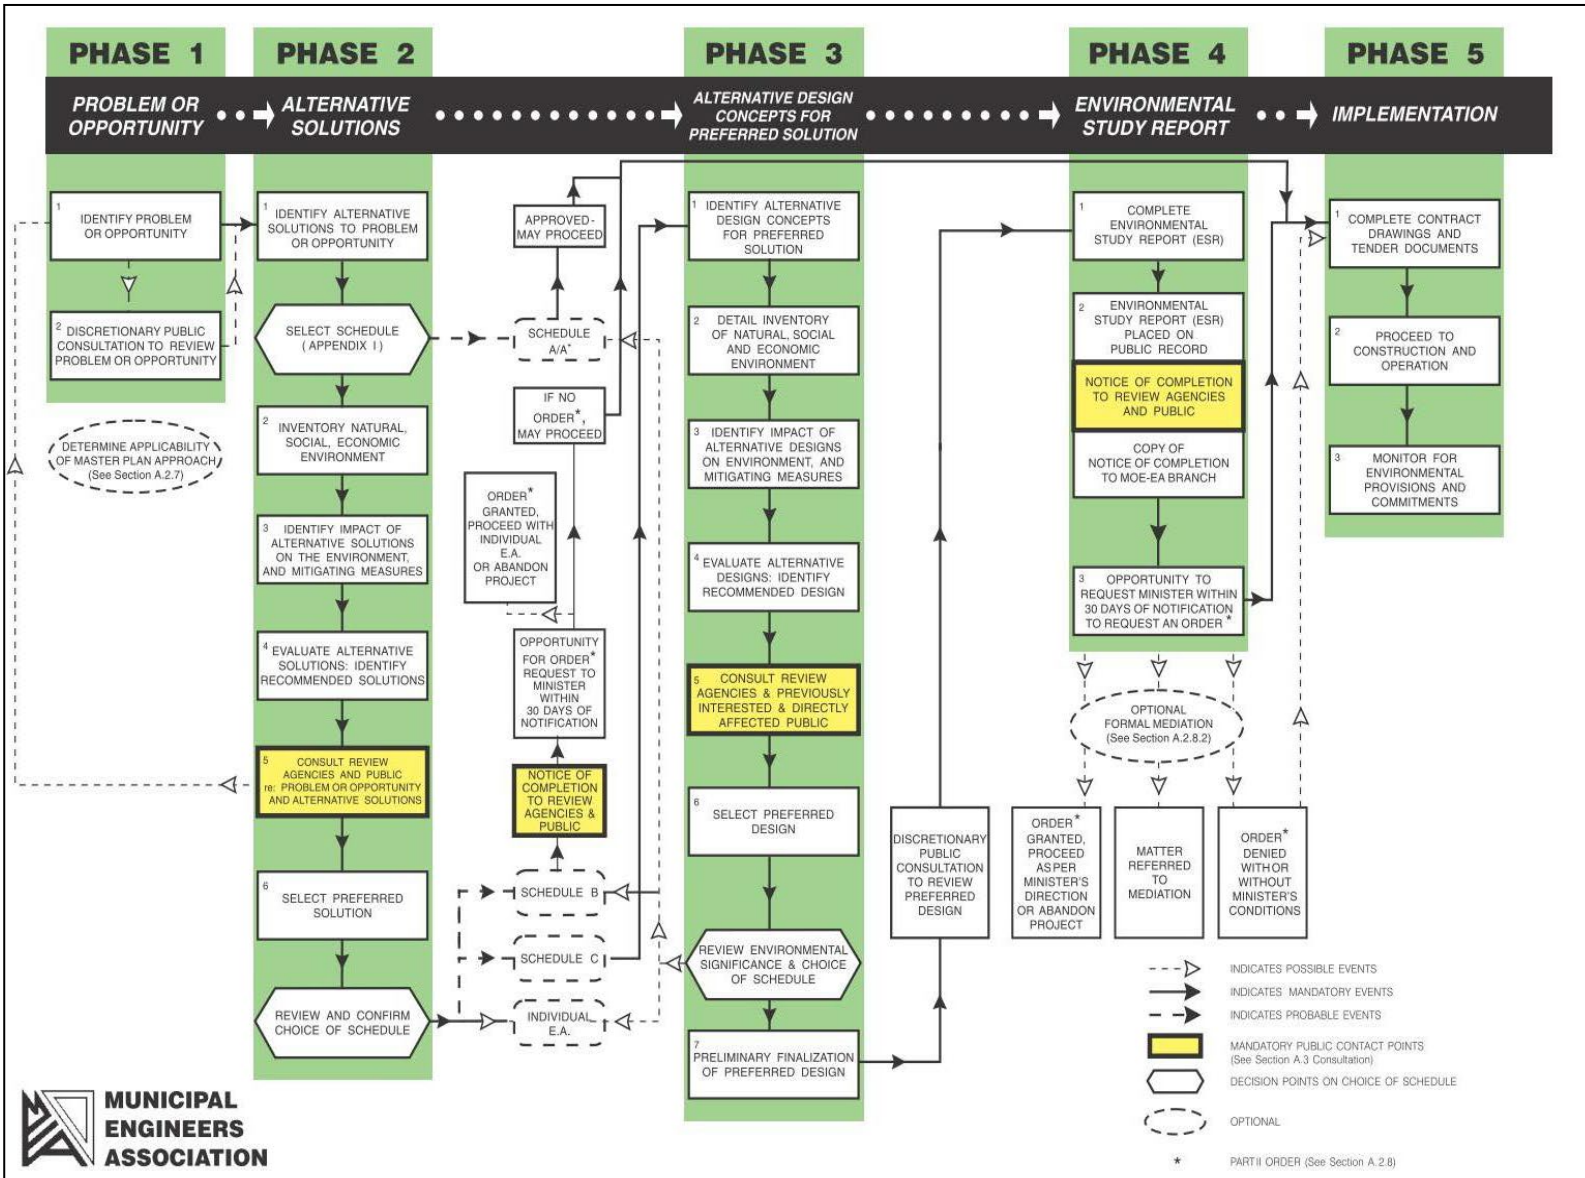 PHASE 1
PROBLEM OR
OPPORTUNITY
1
IDENTIFY PROBLEM
OR OPPORTUNITY
2
DISCRETIONARY PUBLIC
CONSULTATION TO REVIEW
PROBLEM OR OPPORTUNITY
DETERMINE APPLICABILITY
OF MASTER PLAN APPROACH
(See Section A.2.7)
PHASE 2
ALTERNATIVE
SOLUTIONS
1
IDENTIFY ALTERNATIVE
SOLUTIONS TO PROBLEM
OR OPPORTUNITY
SELECT SCHEDULE
(APPENDIX I)
2
INVENTORY NATURAL,
SOCIAL, ECONOMIC
ENVIRONMENT
3
IDENTIFY IMPACT OF
ALTERNATIVE SOLUTIONS
ON THE ENVIRONMENT,
AND MITIGATING MEASURES
4
EVALUATE ALTERNATIVE
SOLUTIONS: IDENTIFY
RECOMMENDED SOLUTIONS
5
CONSULT REVIEW
AGENCIES AND PUBLIC
re: PROBLEM OR OPPORTUNITY
AND ALTERNATIVE SOLUTIONS
6
SELECT PREFERRED
SOLUTION
REVIEW AND CONFIRM
CHOICE OF SCHEDULE
APPROVED-
MAY PROCEED
SCHEDULE
A/A+
IF NO
ORDER*,
MAY PROCEED
ORDER*
GRANTED,
PROCEED WITH
INDIVIDUAL
E.A.
OR ABANDON
PROJECT
OPPORTUNITY
FOR ORDER*
REQUEST TO
MINISTER
WITHIN
30 DAYS OF
NOTIFICATION
NOTICE OF
COMPLETION
TO REVIEW
AGENCIES &
PUBLIC
SCHEDULE B
SCHEDULE C
INDIVIDUAL
E.A.
PHASE 3
ALTERNATIVE DESIGN
CONCEPTS FOR
PREFERRED SOLUTION
1
IDENTIFY ALTERNATIVE
DESIGN CONCEPTS
FOR PREFERRED
SOLUTION
2
DETAIL INVENTORY
OF NATURAL, SOCIAL
AND ECONOMIC
ENVIRONMENT
3
IDENTIFY IMPACT OF
ALTERNATIVE DESIGNS
ON ENVIRONMENT, AND
MITIGATING MEASURES
4
EVALUATE ALTERNATIVE
DESIGNS: IDENTIFY
RECOMMENDED DESIGN
5
CONSULT REVIEW
AGENCIES & PREVIOUSLY
INTERESTED & DIRECTLY
AFFECTED PUBLIC
6
SELECT PREFERRED
DESIGN
REVIEW ENVIRONMENTAL
SIGNIFICANCE & CHOICE
OF SCHEDULE
7
PRELIMINARY FINALIZATION
OF PREFERRED DESIGN
DISCRETIONARY
PUBLIC
CONSULTATION
TO REVIEW
PREFERRED
DESIGN
PHASE 4
ENVIRONMENTAL
STUDY REPORT
1
COMPLETE
ENVIRONMENTAL
STUDY REPORT (ESR)
2
ENVIRONMENTAL
STUDY REPORT (ESR)
PLACED ON
PUBLIC RECORD
NOTICE OF COMPLETION
TO REVIEW AGENCIES
AND PUBLIC
COPY OF
NOTICE OF COMPLETION
TO MOE-EA BRANCH
3
OPPORTUNITY TO
REQUEST MINISTER WITHIN
30 DAYS OF NOTIFICATION
TO REQUEST AN ORDER*
OPTIONAL
FORMAL MEDIATION
(See Section A.2.8.2)
ORDER*
GRANTED,
PROCEED
AS PER
MINISTER'S
DIRECTION
OR ABANDON
PROJECT
MATTER
REFERRED
TO
MEDIATION
ORDER*
DENIED
WITH OR
WITHOUT
MINISTER'S
CONDITIONS
PHASE 5
IMPLEMENTATION
1
COMPLETE CONTRACT
DRAWINGS AND
TENDER DOCUMENTS
2
PROCEED TO
CONSTRUCTION AND
OPERATION
3
MONITOR FOR
ENVIRONMENTAL
PROVISIONS AND
COMMITMENTS
INDICATES POSSIBLE EVENTS
INDICATES MANDATORY EVENTS
INDICATES PROBABLE EVENTS
MANDATORY PUBLIC CONTACT POINTS
(See Section A.3 Consultation)
DECISION POINTS ON CHOICE OF SCHEDULE
OPTIONAL
* PART II ORDER (See Section A.2.8)
MUNICIPAL
ENGINEERS
ASSOCIATION